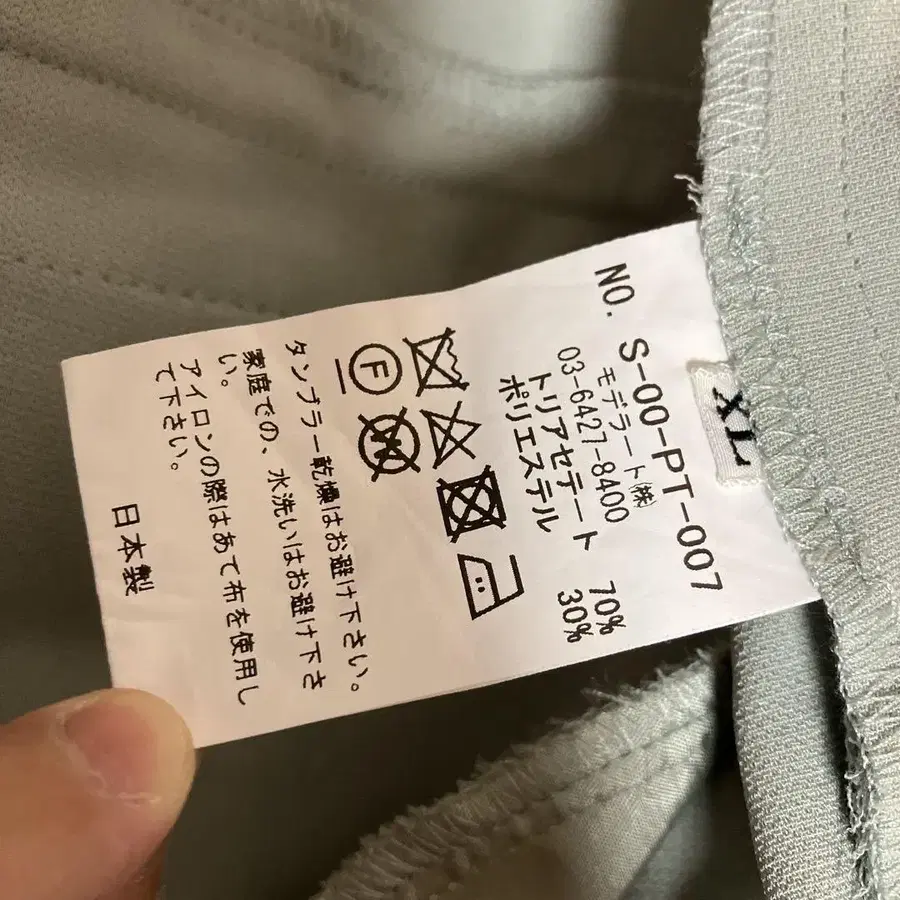 XL
NO. S-00-PT-007
モデラート(株)
03-6427-8400
トリアセテート 70%
ポリエステル 30%
F
W
タンブラー乾燥はお避け下さい。
家庭での、水洗いはお避け下さ
い。
アイロンの際はあて布を使用し
て下さい。
日本製